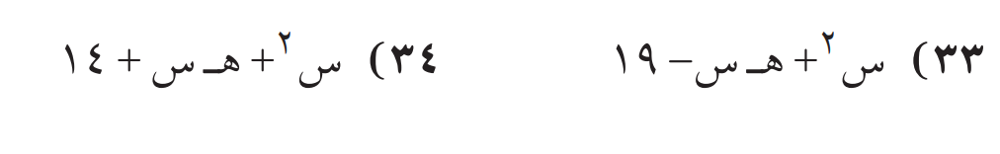 ٣٣) س٢ + هـ س − ١٩ ٣٤) س٢ + هـ س + ١٤